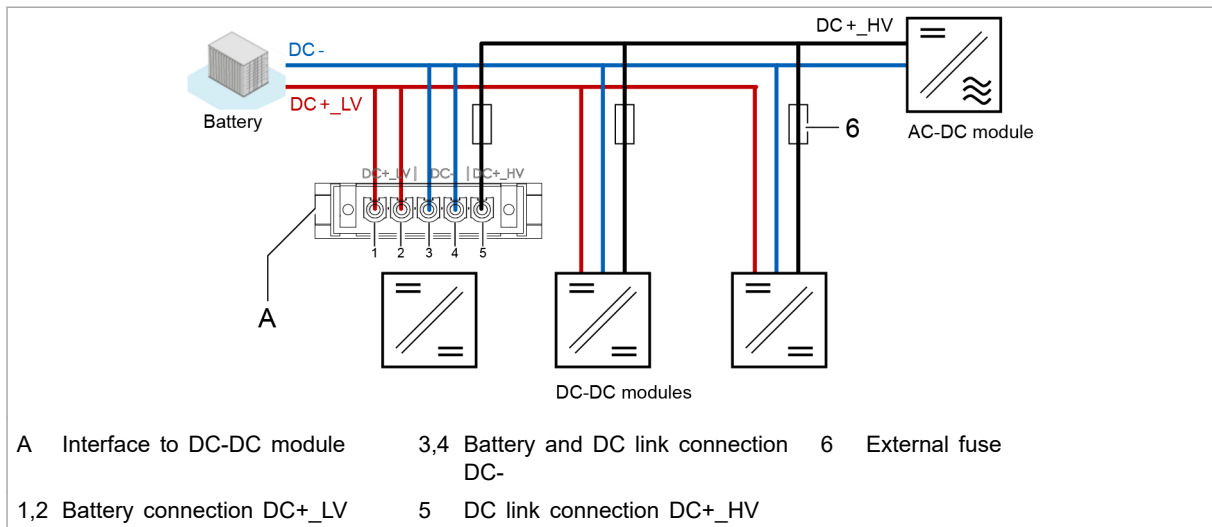 DC+_HV
DC-
DC+_LV
Battery
6
AC-DC module
DC+_LV | DC- | DC+_HV
1 2 3 4 5
A
DC-DC modules
A Interface to DC-DC module 3,4 Battery and DC link connection 6 External fuse
DC-
1,2 Battery connection DC+_LV 5 DC link connection DC+_HV